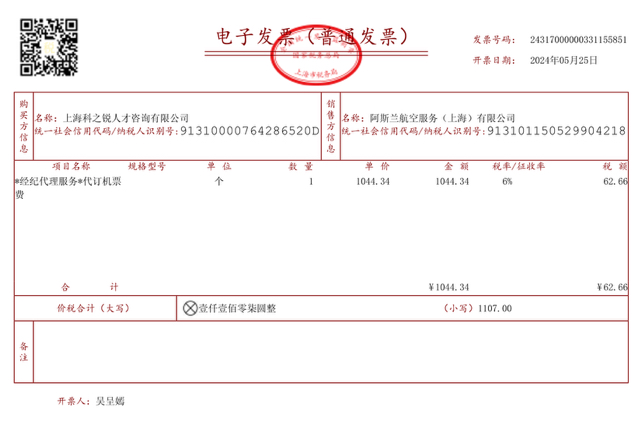 电子发票（普通发票）
发票号码： 24317000000331155851
开票日期： 2024年05月25日
上海市税务局
购买方信息
名称：上海科之锐人才咨询有限公司
统一社会信用代码/纳税人识别号：91310000764286520D
销售方信息
名称：阿斯兰航空服务（上海）有限公司
统一社会信用代码/纳税人识别号：913101150529904218
项目名称 规格型号 单 位 数 量 单 价 金 额 税率/征收率 税 额
*经纪代理服务*代订机票 个 1 1044.34 1044.34 6% 62.66
费
合 计 ¥1044.34 ¥62.66
价税合计（大写） 壹仟壹佰零柒圆整 （小写）1107.00
备注
开票人：吴呈嫣